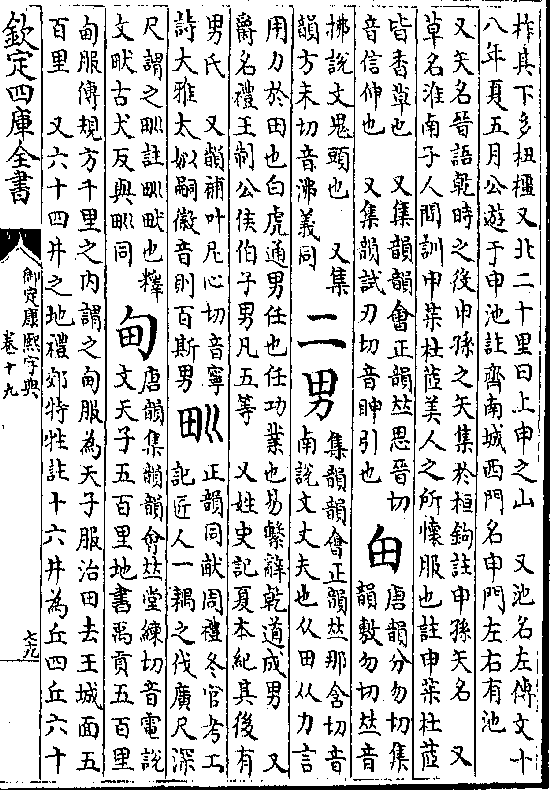 柞其下多杻橿又北二十里曰上申之山　又池名左傳文十
八年夏五月公遊于申池註齊南城西門名申門左右有池
又矢名晉語乾時之後申孫之矢集於桓鉤註申孫矢名　又
草名淮南子人間訓申茮杜茝美人之所懷服也註申茮杜茝
皆香草也　又集韻韻會正韻𠀤思晉切
音信伸也　又集韻試刃切音眒引也
甶
唐韻分勿切集
韻敷勿切𠀤音
拂說文鬼頭也　又集
韻方未切音沸義同
二
男
集韻韻會正韻𠀤那含切音
南說文丈夫也从田从力言
用力於田也白虎通男任也任功業也易繫辭乾道成男　又
爵名禮王制公侯伯子男凡五等　又姓史記夏本紀其後有
男氏　又韻補叶尼心切音寧
詩大雅太姒嗣徽音則百斯男
甽
正韻同畎周禮冬官考工
記匠人一耦之伐廣尺深
尺謂之甽註甽畎也釋
文畎古犬反與甽同
甸
唐韻集韻韻會𠀤堂練切音電說
文天子五百里地書禹貢五百里
甸服傳規方千里之內謂之甸服為天子服治田去王城面五
百里　又六十四井之地禮郊特牲註十六井為丘四丘六十
欽定四庫全書
御定康熙字典
卷十九